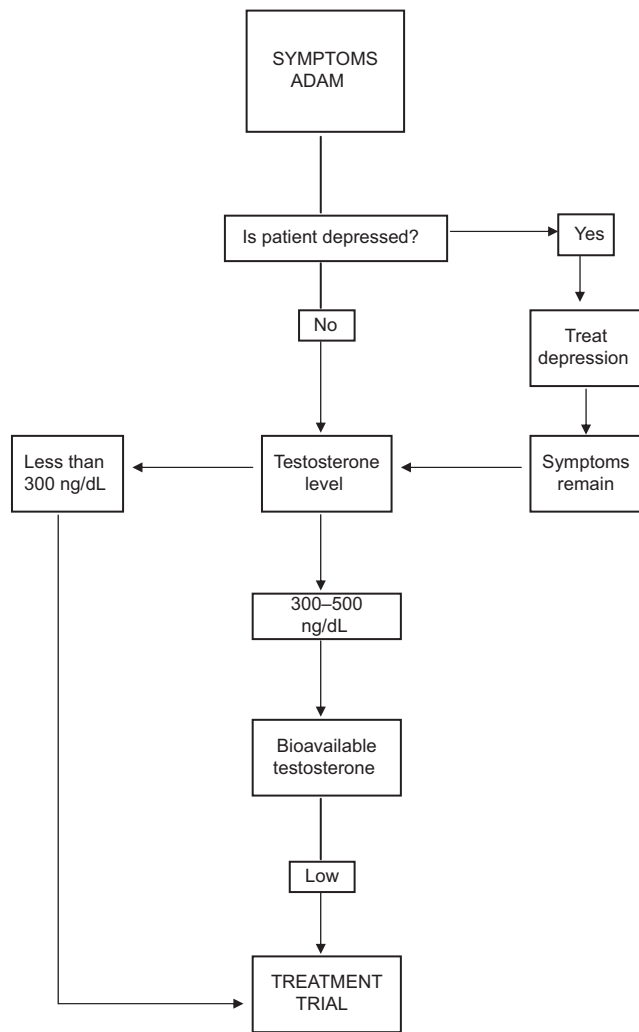 SYMPTOMS
ADAM
Is patient depressed?
Yes
No
Treat
depression
Less than
300 ng/dL
Testosterone
level
Symptoms
remain
300–500
ng/dL
Bioavailable
testosterone
Low
TREATMENT
TRIAL